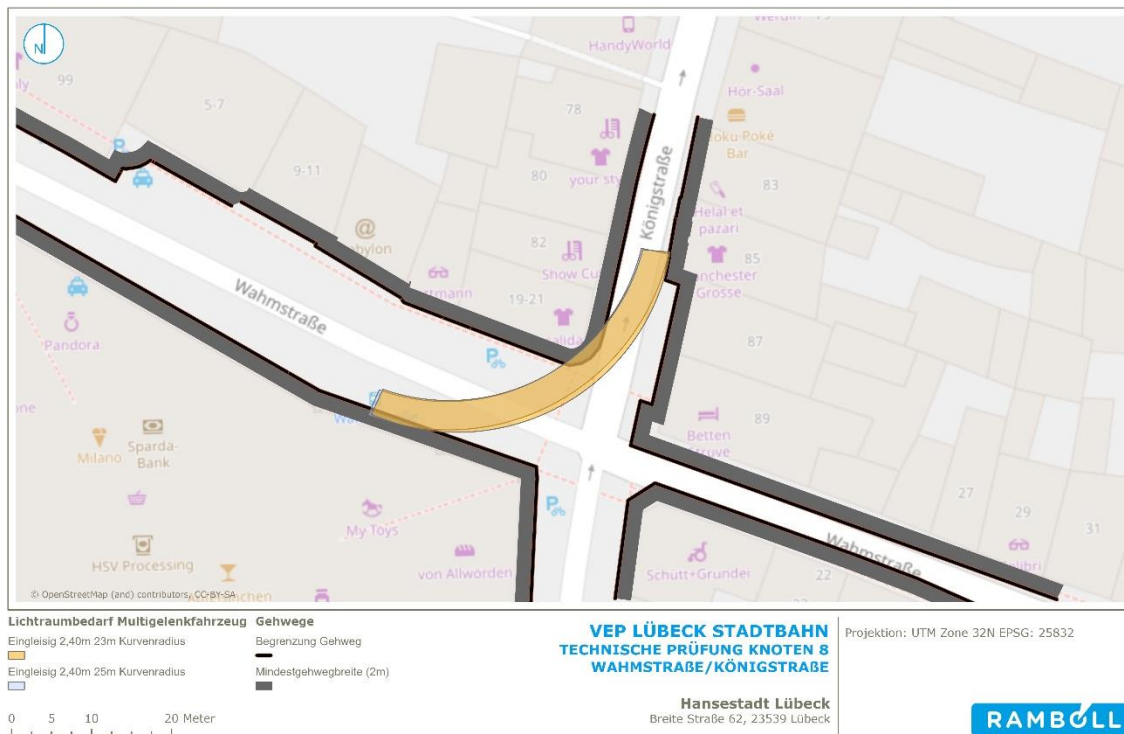 HandyWorld
99
5-7
78
Hör-Saal
9-11
80
your sty
Königstraße
83
Bar
Helal et
pazari
82
85
Show Cu
Grosse
19-21
Wahmstraße
Pandora
87
89
Betten
Milano
Sparda-
Bank
27
29
31
My Toys
Wahmstraße
HSV Processing
von Allwörden
Schütt+Grundei
22
© OpenStreetMap (and) contributors, CC-BY-SA
N
Lichtraumbedarf Multigelenkfahrzeug
Eingleisig 2,40m 23m Kurvenradius
Eingleisig 2,40m 25m Kurvenradius
0 5 10 20 Meter
Gehwege
Begrenzung Gehweg
Mindestgehwegbreite (2m)
VEP LÜBECK STADTBAHN
TECHNISCHE PRÜFUNG KNOTEN 8
WAHMSTRAßE/KÖNIGSTRAßE
Hansestadt Lübeck
Breite Straße 62, 23539 Lübeck
Projektion: UTM Zone 32N EPSG: 25832
RAMBOLL